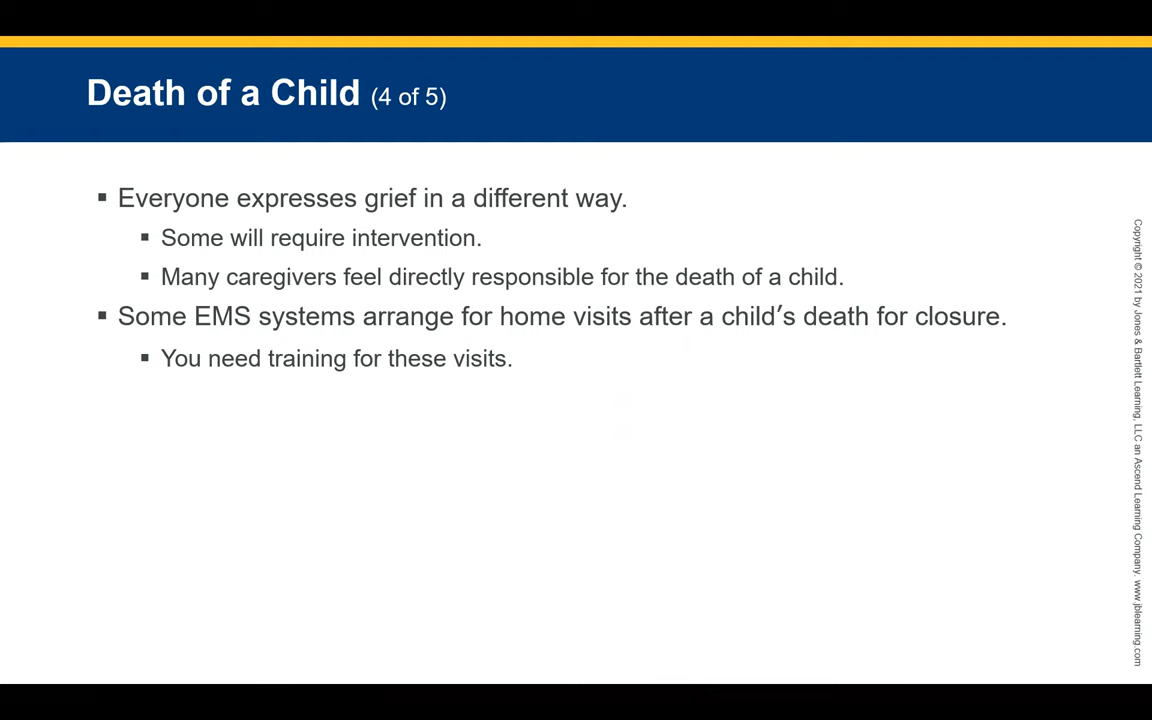 Death of a Child (4 of 5)
▪ Everyone expresses grief in a different way.
▪ Some will require intervention.
▪ Many caregivers feel directly responsible for the death of a child.
▪ Some EMS systems arrange for home visits after a child’s death for closure.
▪ You need training for these visits.
Copyright © 2021 by Jones & Bartlett Learning, LLC an Ascend Learning Company. www.jblearning.com